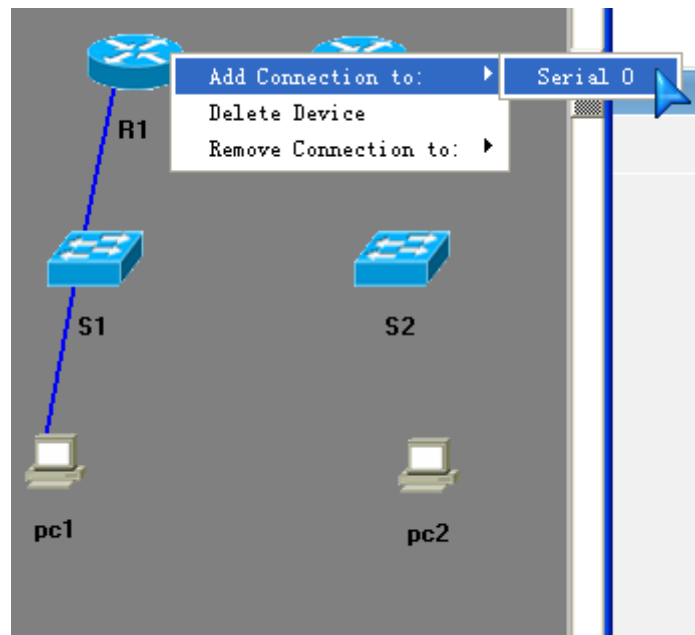 Add Connection to:
Serial 0
Delete Device
R1
Remove Connection to:
S1
S2
pc1
pc2